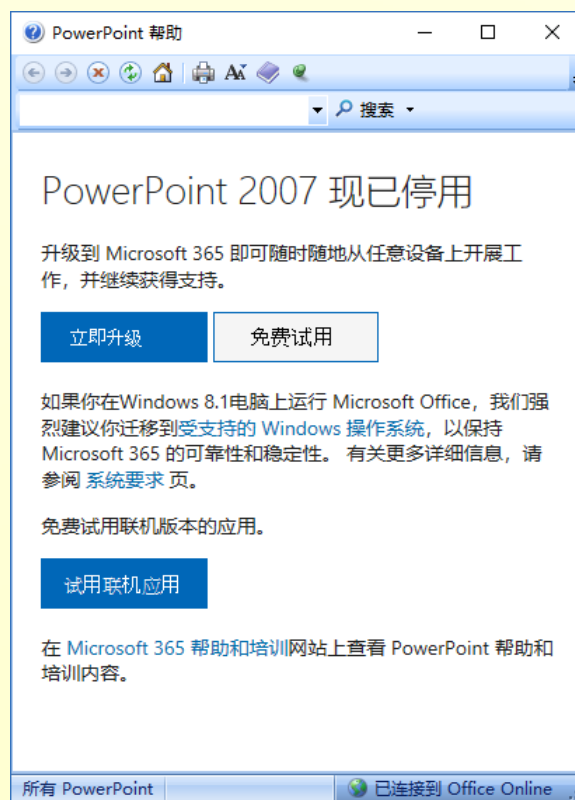 PowerPoint 帮助
搜索
PowerPoint 2007 现已停用
升级到 Microsoft 365 即可随时随地从任意设备上开展工
作，并继续获得支持。
立即升级
免费试用
如果你在Windows 8.1电脑上运行 Microsoft Office，我们强
烈建议你迁移到受支持的 Windows 操作系统，以保持
Microsoft 365 的可靠性和稳定性。 有关更多详细信息，请
参阅 系统要求 页。
免费试用联机版本的应用。
试用联机应用
在 Microsoft 365 帮助和培训网站上查看 PowerPoint 帮助和
培训内容。
所有 PowerPoint
已连接到 Office Online